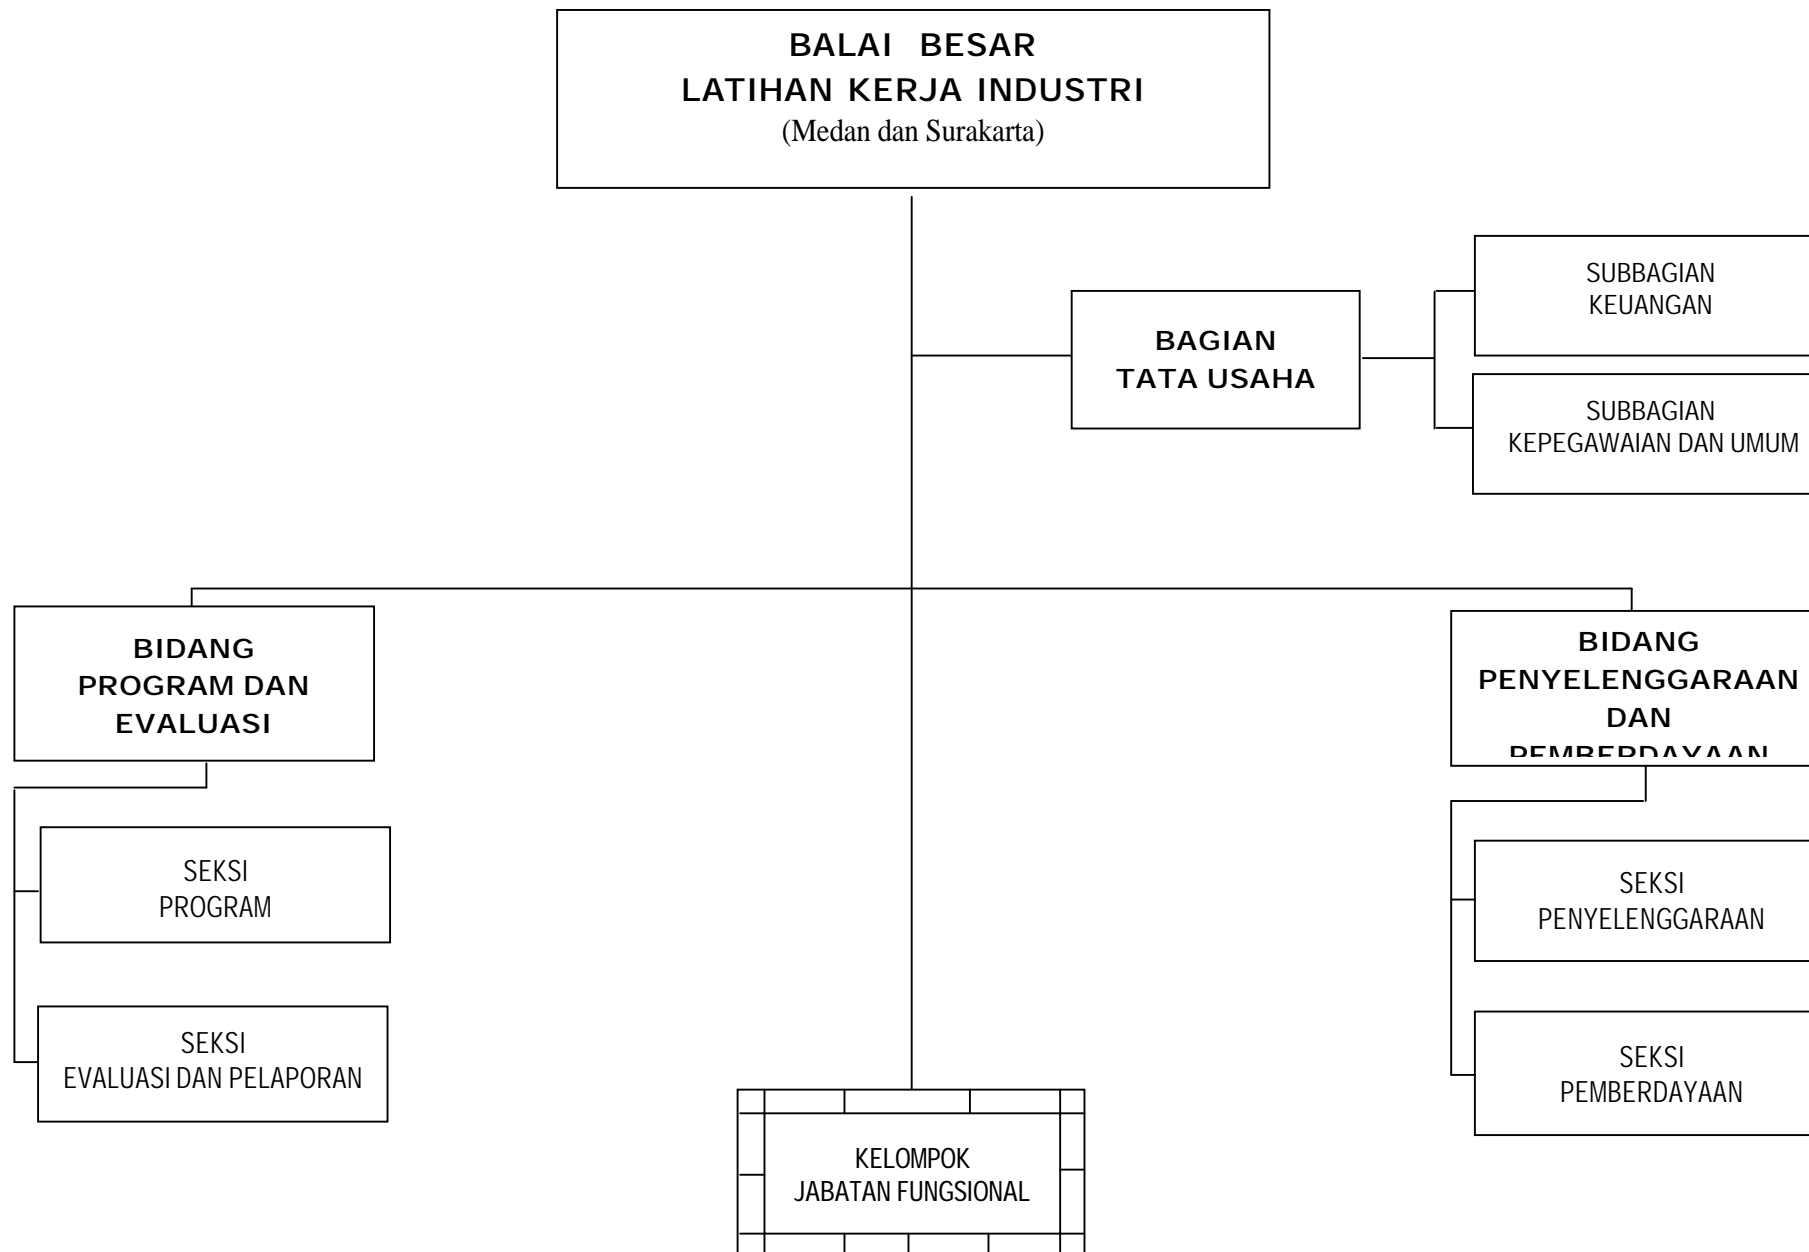 BALAI BESAR
LATIHAN KERJA INDUSTRI
(Medan dan Surakarta)
SUBBAGIAN
KEUANGAN
BAGIAN
TATA USAHA
SUBBAGIAN
KEPEGAWAIAN DAN UMUM
BIDANG
PROGRAM DAN
EVALUASI
BIDANG
PENYELENGGARAAN
DAN
PEMBERDAYAAN
SEKSI
PROGRAM
SEKSI
PENYELENGGARAAN
SEKSI
EVALUASI DAN PELAPORAN
SEKSI
PEMBERDAYAAN
KELOMPOK
JABATAN FUNGSIONAL